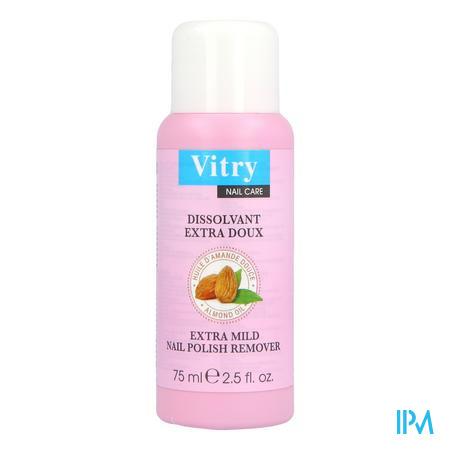 Vitry
NAIL CARE
DISSOLVANT
EXTRA DOUX
HUILE D'AMANDE DOUCE
ALMOND OIL
EXTRA MILD
NAIL POLISH REMOVER
75 ml ℮ 2.5 fl. oz.
IPM